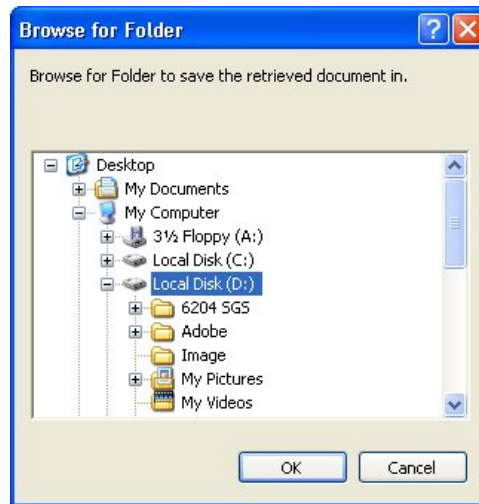 Browse for Folder
Browse for Folder to save the retrieved document in.
Desktop
My Documents
My Computer
3½ Floppy (A:)
Local Disk (C:)
Local Disk (D:)
6204 SGS
Adobe
Image
My Pictures
My Videos
OK Cancel